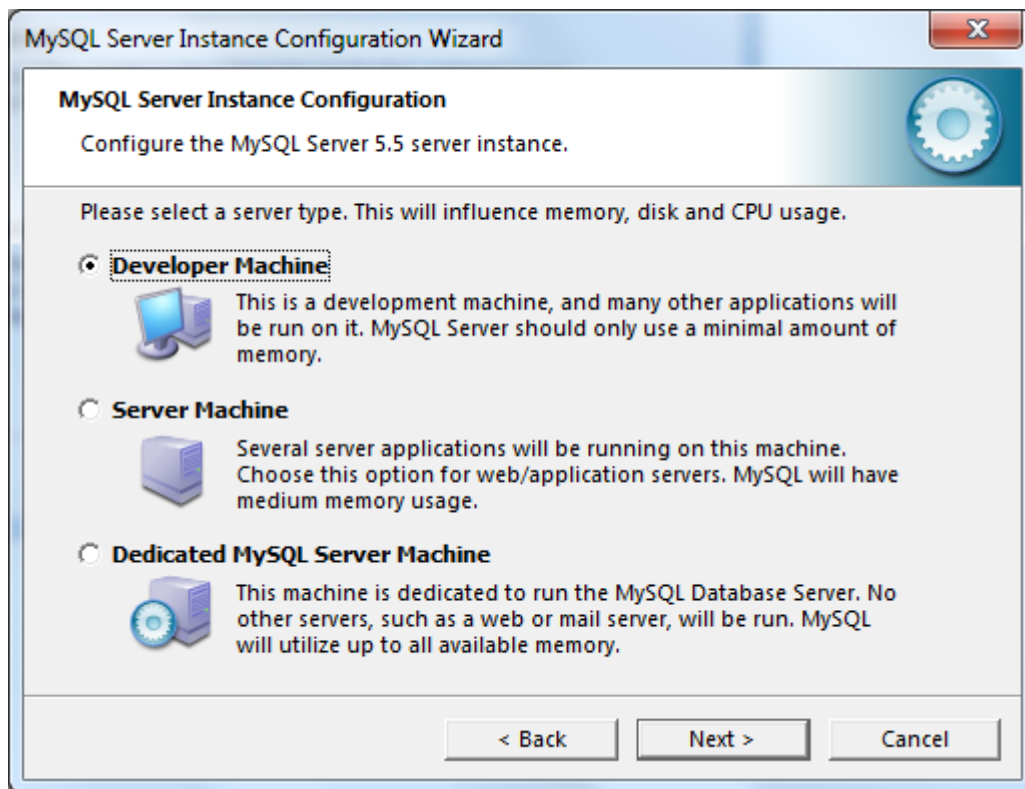 MySQL Server Instance Configuration Wizard
MySQL Server Instance Configuration
Configure the MySQL Server 5.5 server instance.
Please select a server type. This will influence memory, disk and CPU usage.
Developer Machine
This is a development machine, and many other applications will
be run on it. MySQL Server should only use a minimal amount of
memory.
Server Machine
Several server applications will be running on this machine.
Choose this option for web/application servers. MySQL will have
medium memory usage.
Dedicated MySQL Server Machine
This machine is dedicated to run the MySQL Database Server. No
other servers, such as a web or mail server, will be run. MySQL
will utilize up to all available memory.
< Back Next > Cancel